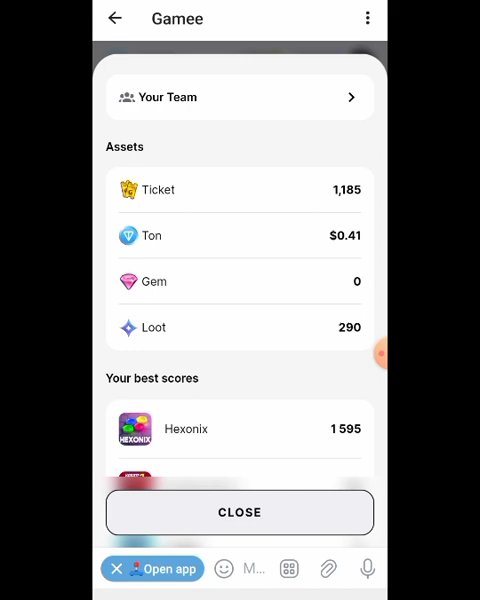 Gamee
Your Team
Assets
Ticket 1,185
Ton $0.41
Gem 0
Loot 290
Your best scores
HEXONIX Hexonix 1 595
CLOSE
Open app M...